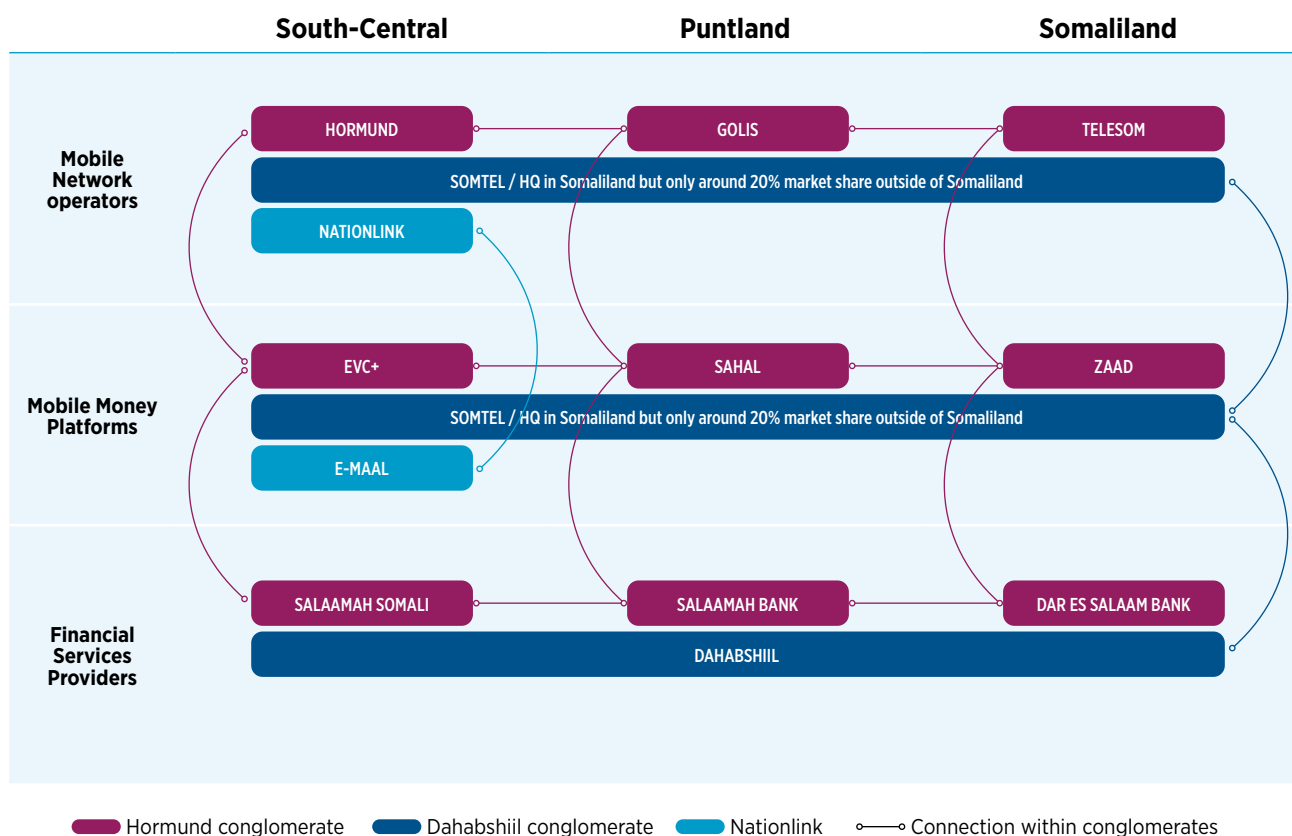 South-Central
Puntland
Somaliland
Mobile
Network
operators
HORMUND
GOLIS
TELESOM
SOMTEL / HQ in Somaliland but only around 20% market share outside of Somaliland
NATIONLINK
Mobile Money
Platforms
EVC+
SAHAL
ZAAD
SOMTEL / HQ in Somaliland but only around 20% market share outside of Somaliland
E-MAAL
Financial
Services
Providers
SALAAMAH SOMALI
SALAAMAH BANK
DAR ES SALAAM BANK
DAHABSHIIL
Hormund conglomerate
Dahabshiil conglomerate
Nationlink
Connection within conglomerates